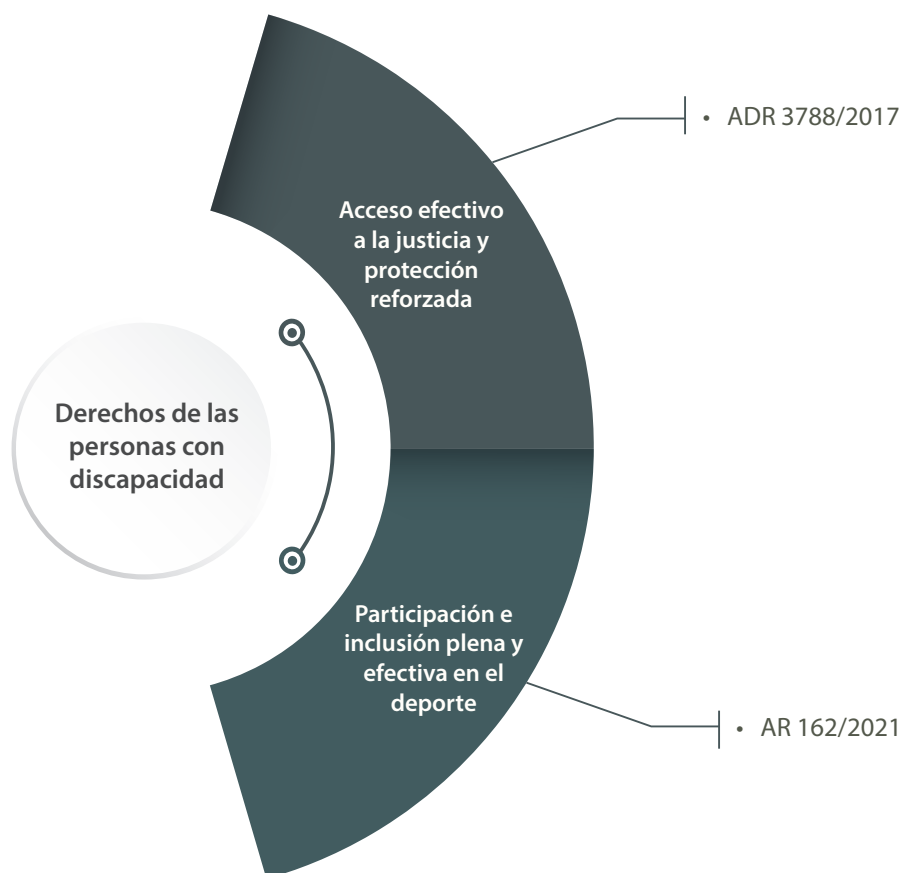 Derechos de las
personas con
discapacidad
Acceso efectivo
a la justicia y
protección
reforzada
• ADR 3788/2017
Participación e
inclusión plena y
efectiva en el
deporte
• AR 162/2021